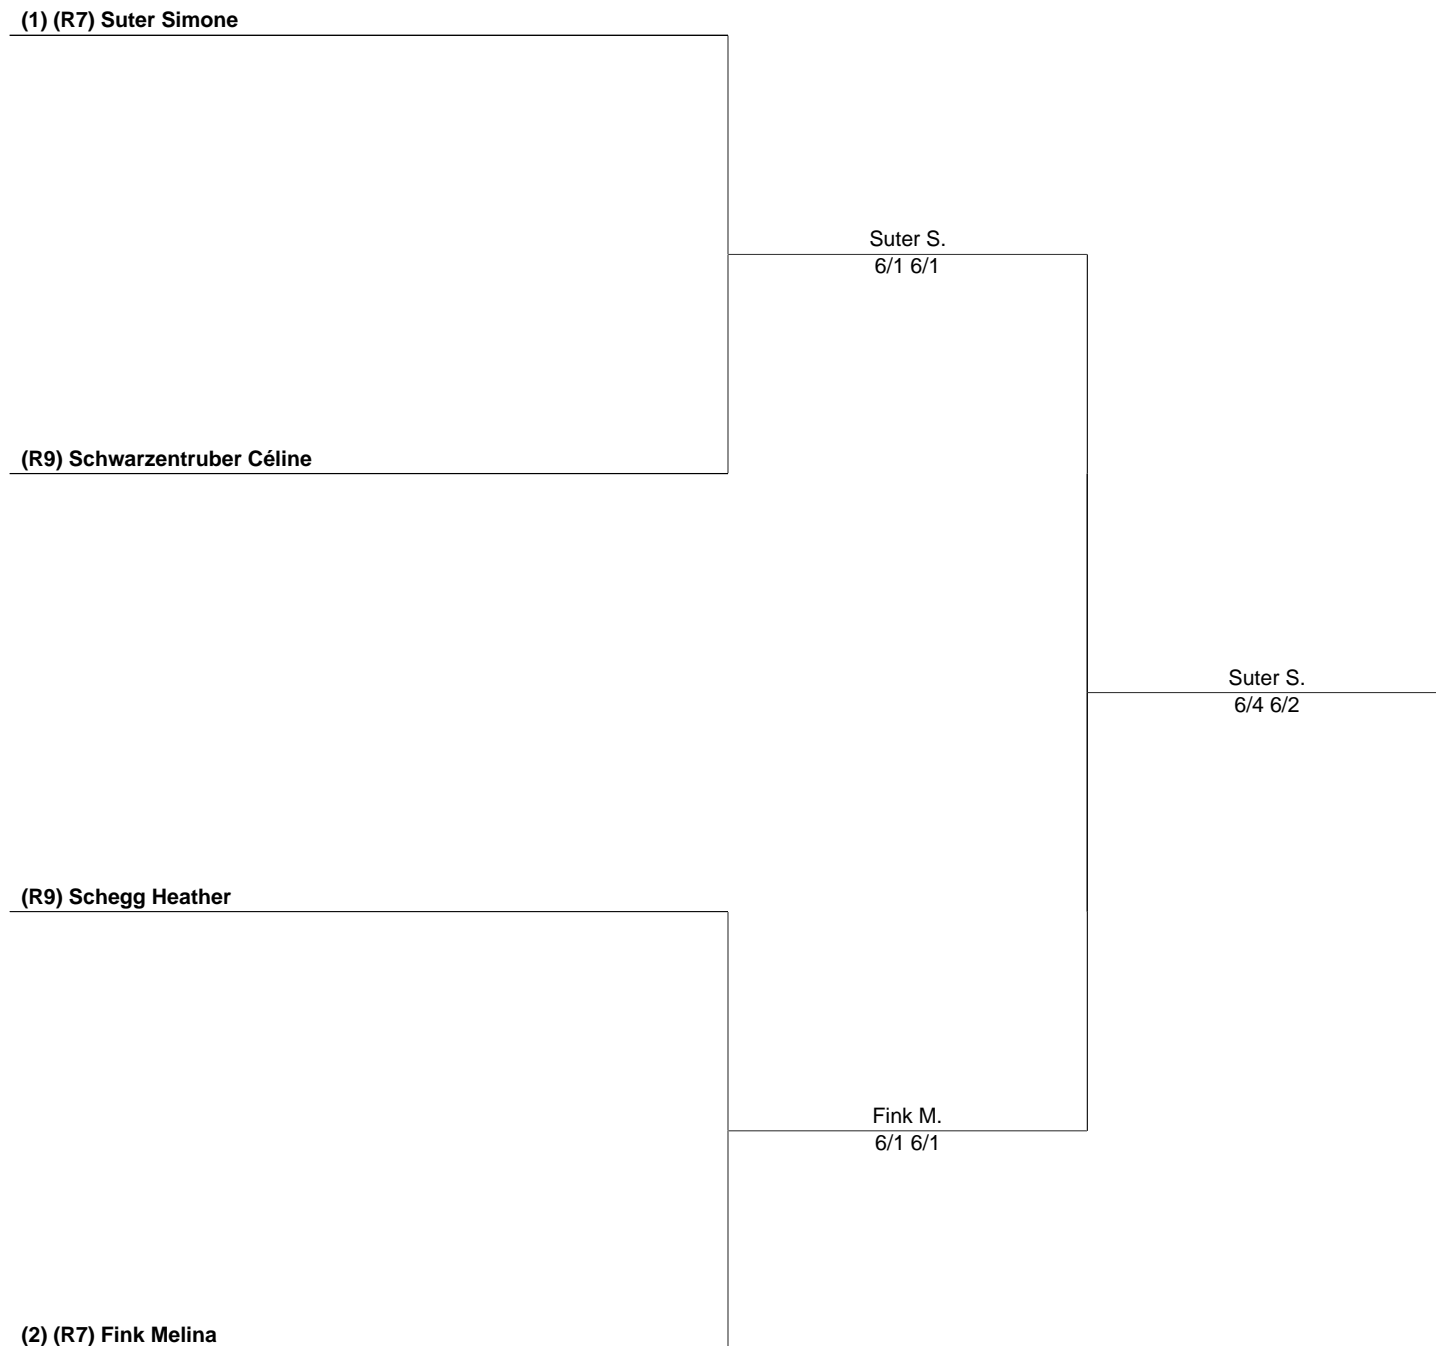 (1) (R7) Suter Simone
Suter S.
6/1 6/1
(R9) Schwarzentruber Céline
Suter S.
6/4 6/2
(R9) Schegg Heather
Fink M.
6/1 6/1
(2) (R7) Fink Melina